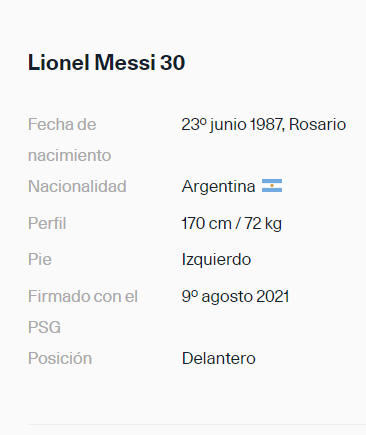 Lionel Messi 30
Fecha de 23º junio 1987, Rosario
nacimiento
Nacionalidad Argentina
Perfil 170 cm / 72 kg
Pie Izquierdo
Firmado con el 9º agosto 2021
PSG
Posición Delantero